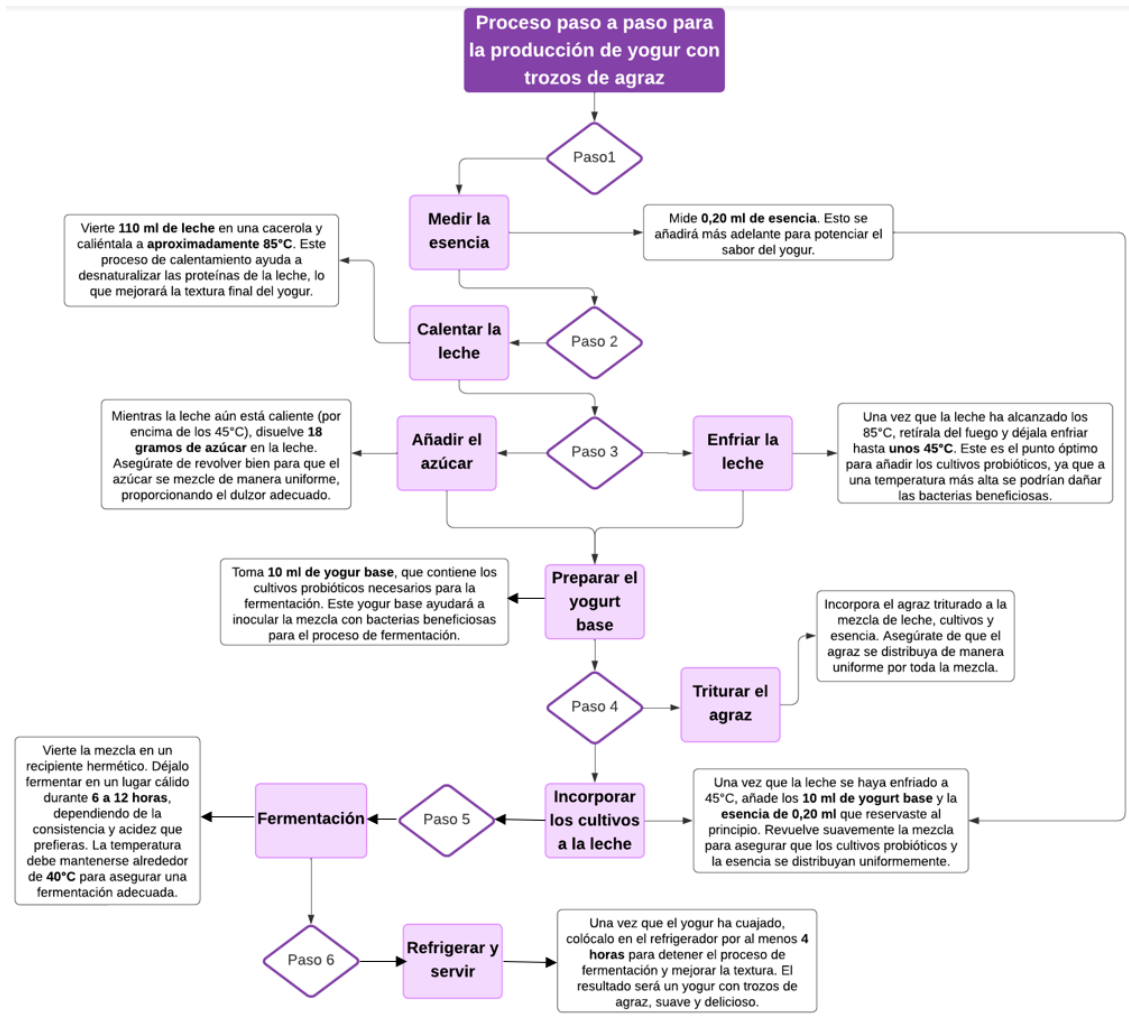 Proceso paso a paso para
la producción de yogur con
trozos de agraz
Paso1
Medir la
esencia
Mide 0,20 ml de esencia. Esto se
añadirá más adelante para potenciar el
sabor del yogur.
Vierte 110 ml de leche en una cacerola y
caliéntala a aproximadamente 85°C. Este
proceso de calentamiento ayuda a
desnaturalizar las proteínas de la leche, lo
que mejorará la textura final del yogur.
Calentar la
leche
Paso 2
Mientras la leche aún está caliente (por
encima de los 45°C), disuelve 18
gramos de azúcar en la leche.
Asegúrate de revolver bien para que el
azúcar se mezcle de manera uniforme,
proporcionando el dulzor adecuado.
Añadir el
azúcar
Paso 3
Enfriar la
leche
Una vez que la leche ha alcanzado los
85°C, retírala del fuego y déjala enfriar
hasta unos 45°C. Este es el punto óptimo
para añadir los cultivos probióticos, ya que a
una temperatura más alta se podrían dañar
las bacterias beneficiosas.
Toma 10 ml de yogur base, que contiene los
cultivos probióticos necesarios para la
fermentación. Este yogur base ayudará a
inocular la mezcla con bacterias beneficiosas
para el proceso de fermentación.
Preparar el
yogurt
base
Incorpora el agraz triturado a la
mezcla de leche, cultivos y
esencia. Asegúrate de que el
agraz se distribuya de manera
uniforme por toda la mezcla.
Paso 4
Triturar el
agraz
Vierte la mezcla en un
recipiente hermético. Déjalo
fermentar en un lugar cálido
durante 6 a 12 horas,
dependiendo de la
consistencia y acidez que
prefieras. La temperatura
debe mantenerse alrededor
de 40°C para asegurar una
fermentación adecuada.
Fermentación
Paso 5
Incorporar
los cultivos
a la leche
Una vez que la leche se haya enfriado a
45°C, añade los 10 ml de yogurt base y la
esencia de 0,20 ml que reservaste al
principio. Revuelve suavemente la mezcla
para asegurar que los cultivos probióticos y
la esencia se distribuyan uniformemente.
Paso 6
Refrigerar y
servir
Una vez que el yogur ha cuajado,
colócalo en el refrigerador por al menos 4
horas para detener el proceso de
fermentación y mejorar la textura. El
resultado será un yogur con trozos de
agraz, suave y delicioso.